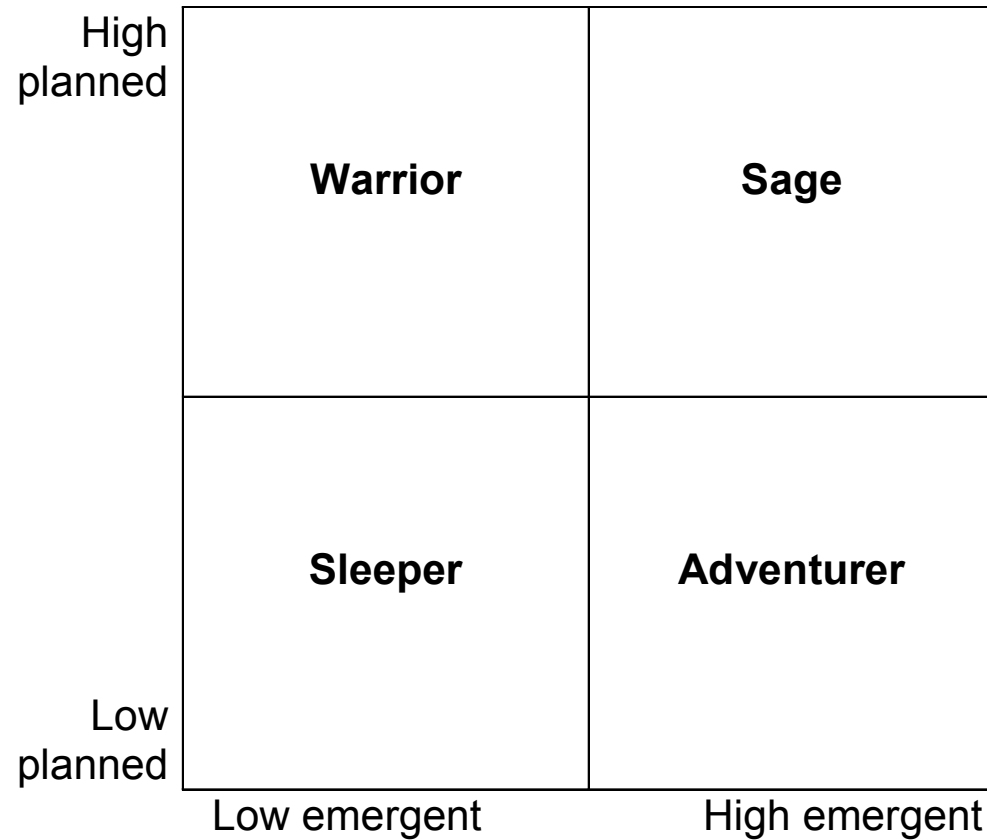 High
planned
Warrior
Sage
Sleeper
Adventurer
Low
planned
Low emergent
High emergent